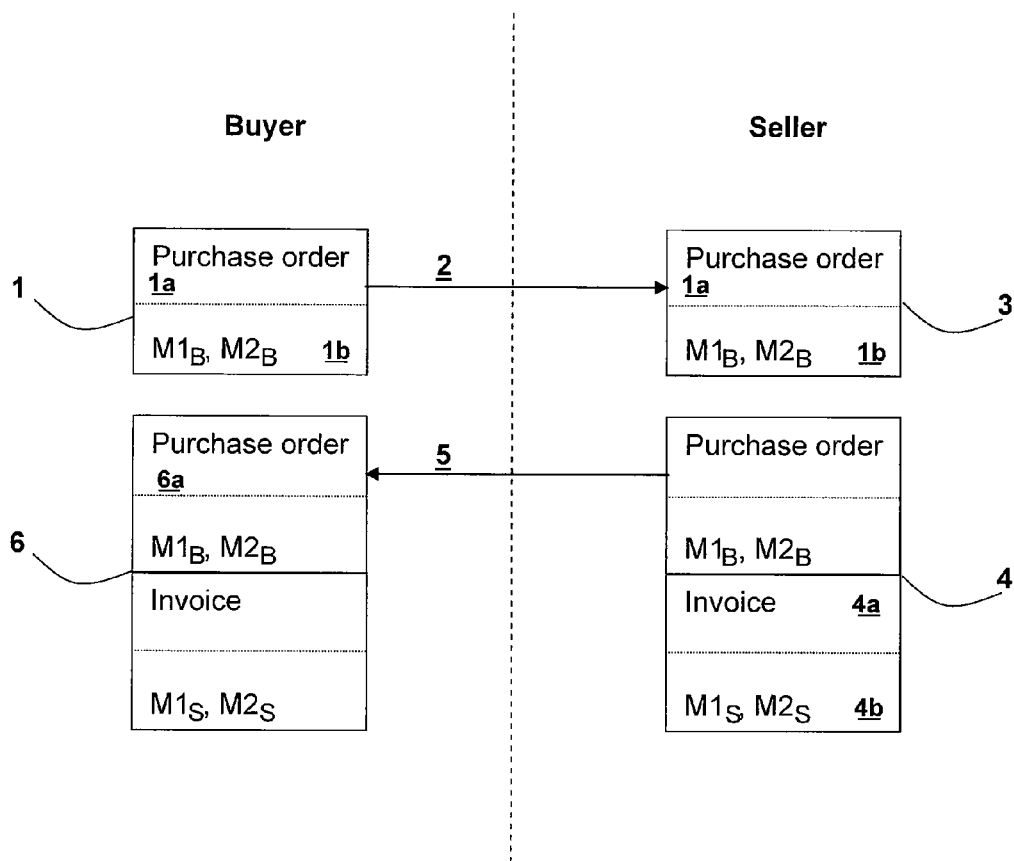 Buyer
Seller
1
Purchase order
1a
M1B, M2B 1b
2
Purchase order
1a
M1B, M2B 1b
3
6
Purchase order
6a
M1B, M2B
Invoice
M1S, M2S
5
Purchase order
M1B, M2B
Invoice 4a
M1S, M2S 4b
4